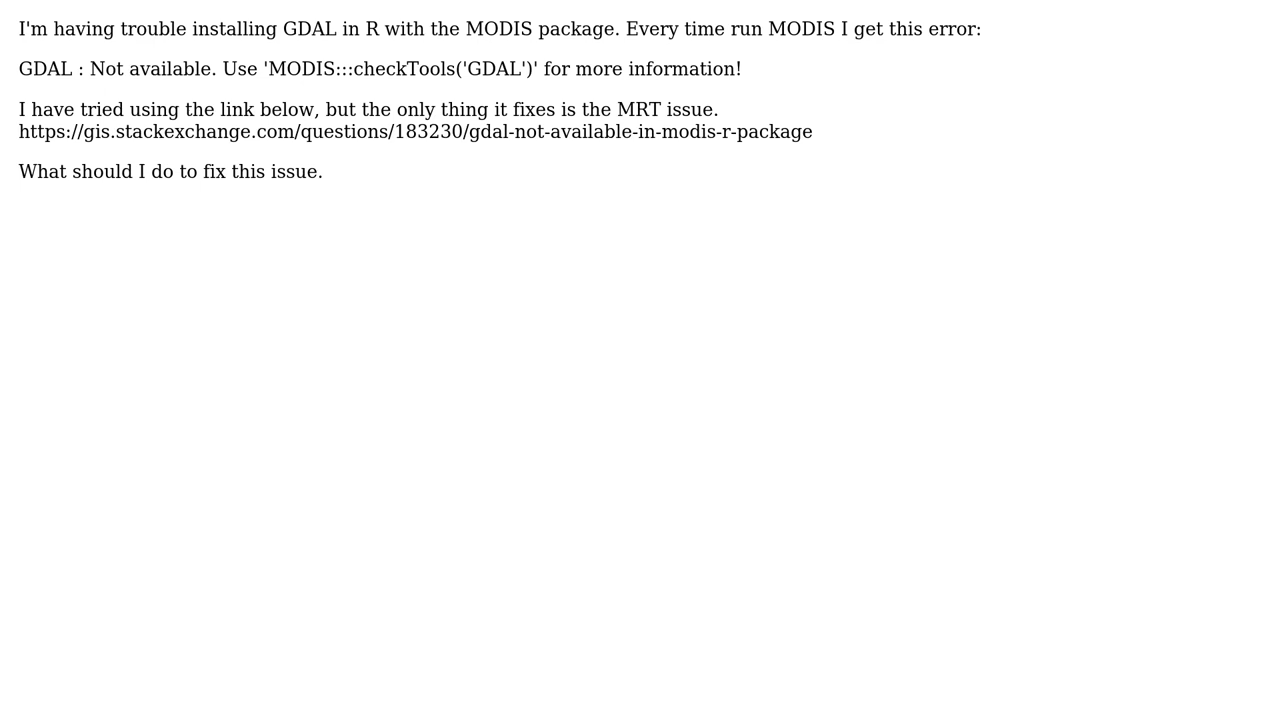 I'm having trouble installing GDAL in R with the MODIS package. Every time run MODIS I get this error:
GDAL : Not available. Use 'MODIS:::checkTools('GDAL')' for more information!
I have tried using the link below, but the only thing it fixes is the MRT issue.
https://gis.stackexchange.com/questions/183230/gdal-not-available-in-modis-r-package
What should I do to fix this issue.